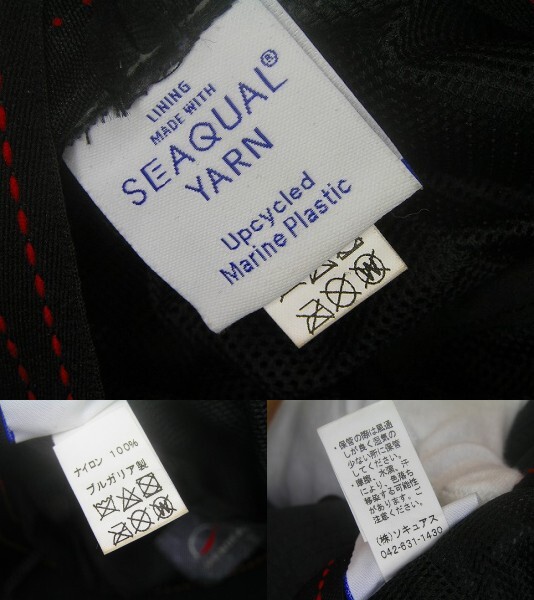 LINING
MADE WITH
SEAQUAL®
YARN
Upcycled
Marine Plastic
ナイロン 100%
ブルガリア製
・保管の際は風通
しが良く湿気の
少ない所に保管
してください。
・摩擦、水濡、汗
により、色落ち
移染する可能性
があります。ご
注意ください。
(株)ソキュアス
042-631-1430